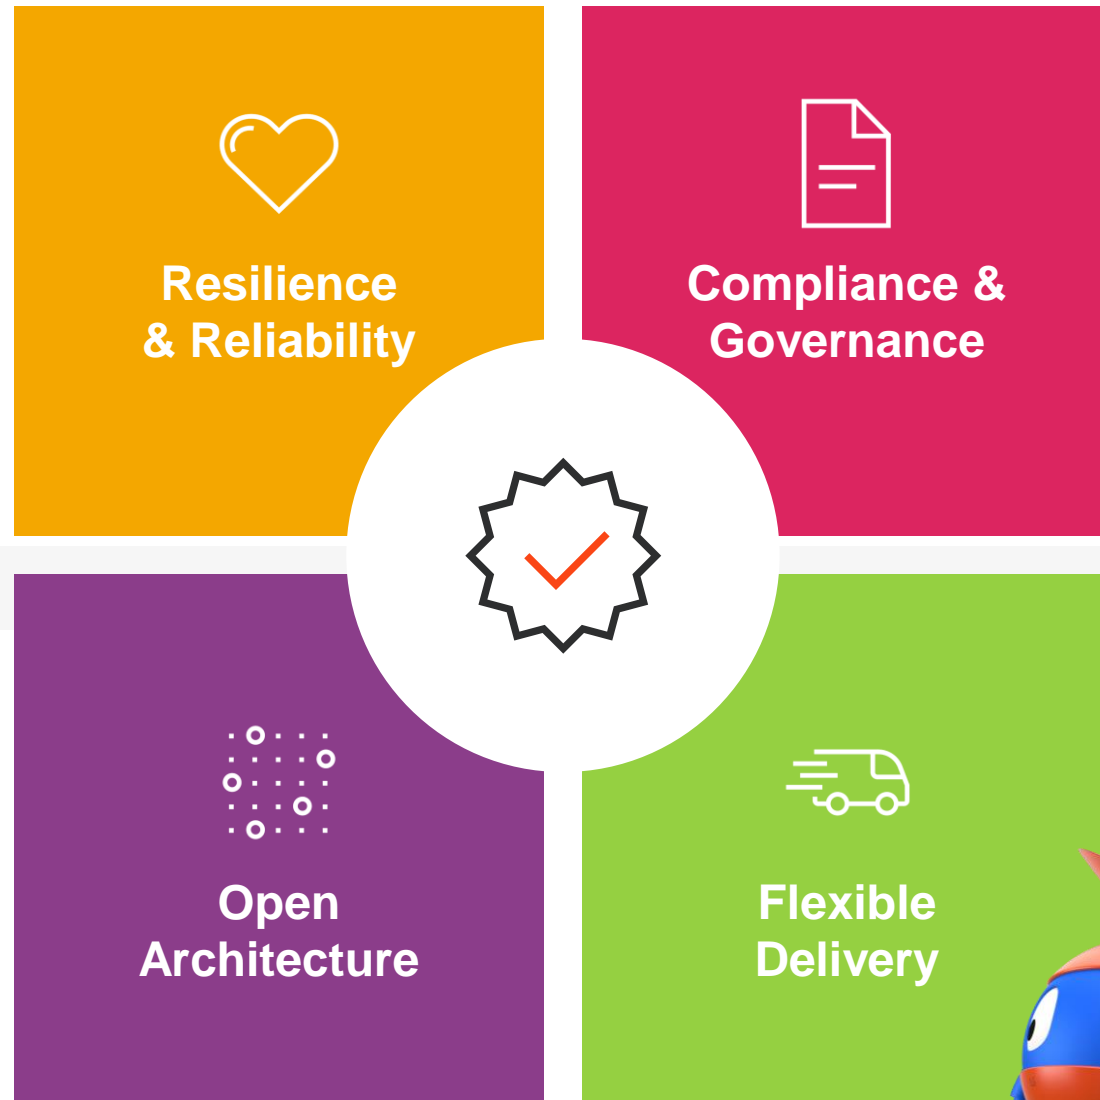 Resilience
& Reliability
Compliance &
Governance
Open
Architecture
Flexible
Delivery